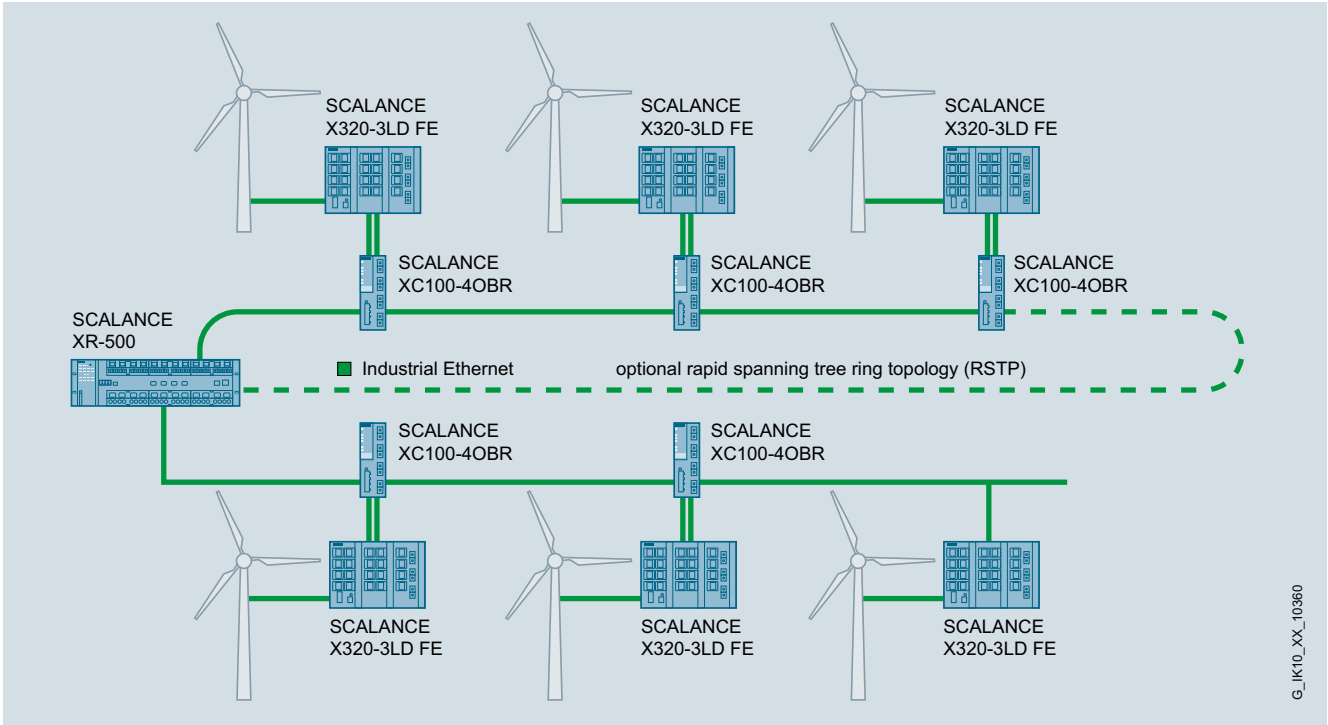 SCALANCE
X320-3LD FE
SCALANCE
X320-3LD FE
SCALANCE
X320-3LD FE
SCALANCE
XC100-4OBR
SCALANCE
XC100-4OBR
SCALANCE
XC100-4OBR
SCALANCE
XR-500
Industrial Ethernet
optional rapid spanning tree ring topology (RSTP)
SCALANCE
XC100-4OBR
SCALANCE
XC100-4OBR
SCALANCE
X320-3LD FE
SCALANCE
X320-3LD FE
SCALANCE
X320-3LD FE
G_IK10_XX_10360